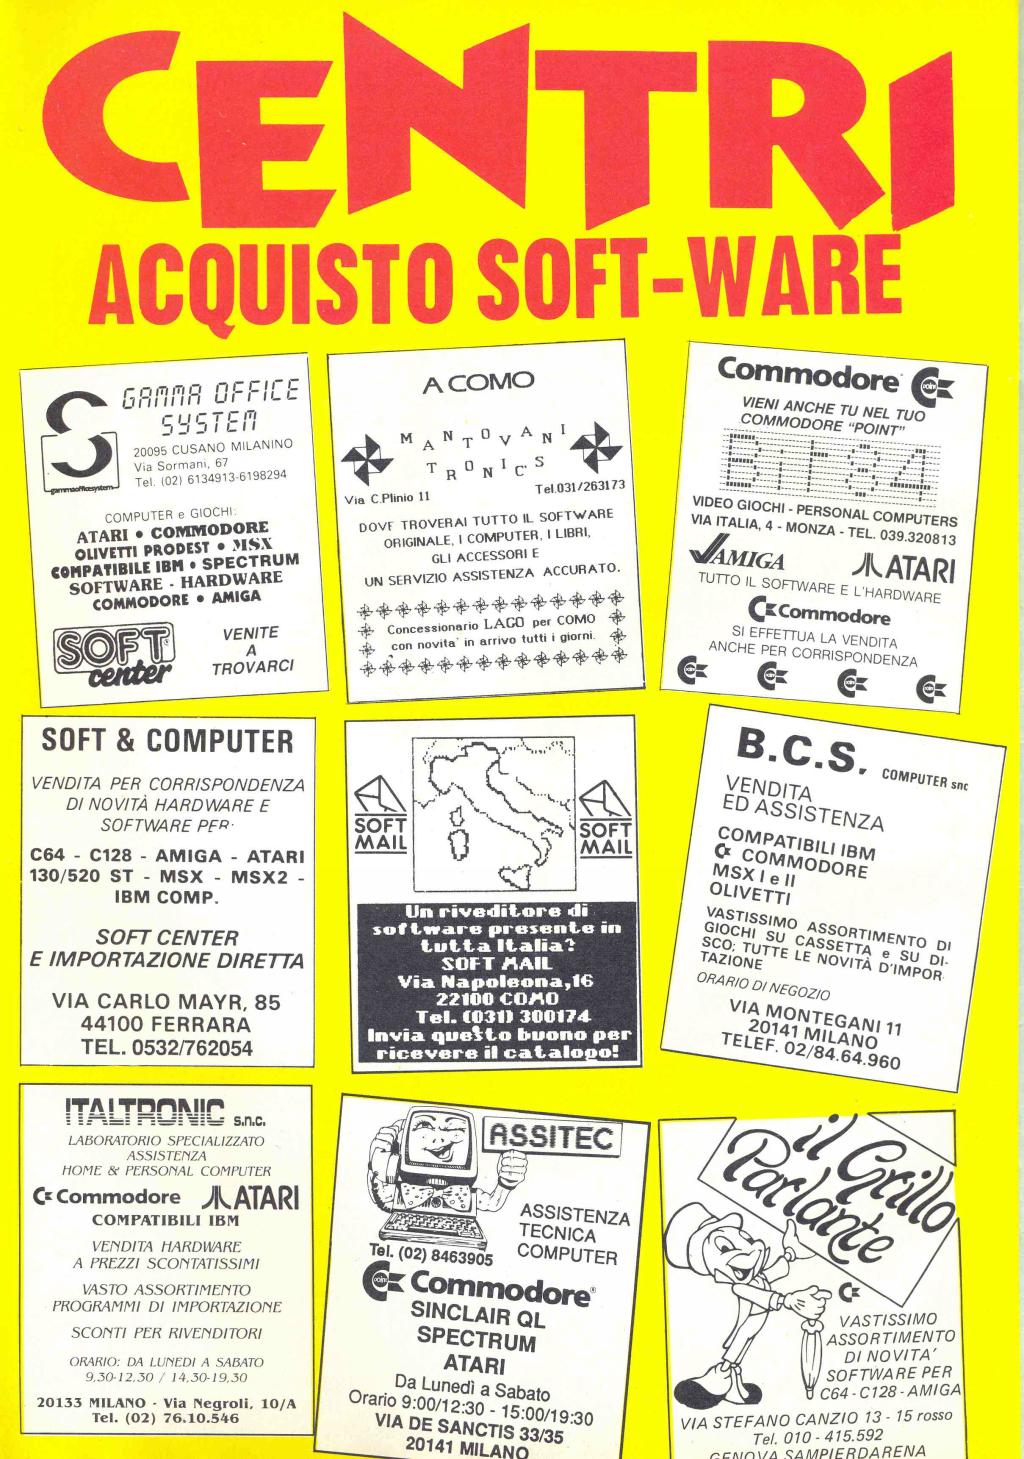 CENTRI
ACQUISTO SOFT-WARE
GAMMA OFFICE
SYSTEM
20095 CUSANO MILANINO
Via Sormani, 67
Tel. (02) 6134913-6198294
gammaofficesystem
COMPUTER e GIOCHI:
ATARI • COMMODORE
OLIVETTI PRODEST • MSX
COMPATIBILE IBM • SPECTRUM
SOFTWARE - HARDWARE
COMMODORE • AMIGA
SOFT
center
VENITE
A
TROVARCI
A COMO
MANTOVANI
TRONIC'S
Via C.Plinio 11
Tel.031/263173
DOVE TROVERAI TUTTO IL SOFTWARE
ORIGINALE, I COMPUTER, I LIBRI,
GLI ACCESSORI E
UN SERVIZIO ASSISTENZA ACCURATO.
Concessionario LAGO per COMO
con novita' in arrivo tutti i giorni.
Commodore point
VIENI ANCHE TU NEL TUO
COMMODORE "POINT"
VIDEO GIOCHI - PERSONAL COMPUTERS
VIA ITALIA, 4 - MONZA - TEL. 039.320813
AMIGA
ATARI
TUTTO IL SOFTWARE E L'HARDWARE
Commodore
SI EFFETTUA LA VENDITA
ANCHE PER CORRISPONDENZA
SOFT & COMPUTER
VENDITA PER CORRISPONDENZA
DI NOVITÀ HARDWARE E
SOFTWARE PER:
C64 - C128 - AMIGA - ATARI
130/520 ST - MSX - MSX2 -
IBM COMP.
SOFT CENTER
E IMPORTAZIONE DIRETTA
VIA CARLO MAYR, 85
44100 FERRARA
TEL. 0532/762054
SOFT
MAIL
SOFT
MAIL
Un riveditore di
software presente in
tutta Italia?
SOFT MAIL
Via Napoleona,16
22100 COMO
Tel. (031) 300174
Invia questo buono per
ricevere il catalogo!
B.C.S. COMPUTER snc
VENDITA
ED ASSISTENZA
COMPATIBILI IBM
COMMODORE
MSX I e II
OLIVETTI
VASTISSIMO ASSORTIMENTO DI
GIOCHI SU CASSETTA e SU DI-
SCO; TUTTE LE NOVITÀ D'IMPOR-
TAZIONE
ORARIO DI NEGOZIO
VIA MONTEGANI 11
20141 MILANO
TELEF. 02/84.64.960
ITALTRONIC s.n.c.
LABORATORIO SPECIALIZZATO
ASSISTENZA
HOME & PERSONAL COMPUTER
Commodore ATARI
COMPATIBILI IBM
VENDITA HARDWARE
A PREZZI SCONTATISSIMI
VASTO ASSORTIMENTO
PROGRAMMI DI IMPORTAZIONE
SCONTI PER RIVENDITORI
ORARIO: DA LUNEDI A SABATO
9,30-12,30 / 14,30-19,30
20133 MILANO - Via Negroli, 10/A
Tel. (02) 76.10.546
ASSITEC
ASSISTENZA
TECNICA
COMPUTER
Tel. (02) 8463905
point Commodore
SINCLAIR QL
SPECTRUM
ATARI
Da Lunedì a Sabato
Orario 9:00/12:30 - 15:00/19:30
VIA DE SANCTIS 33/35
20141 MILANO
il Grillo
Parlante
VASTISSIMO
ASSORTIMENTO
DI NOVITA'
SOFTWARE PER
C64 - C128 - AMIGA
VIA STEFANO CANZIO 13 - 15 rosso
Tel. 010 - 415.592
GENOVA SAMPIERDARENA